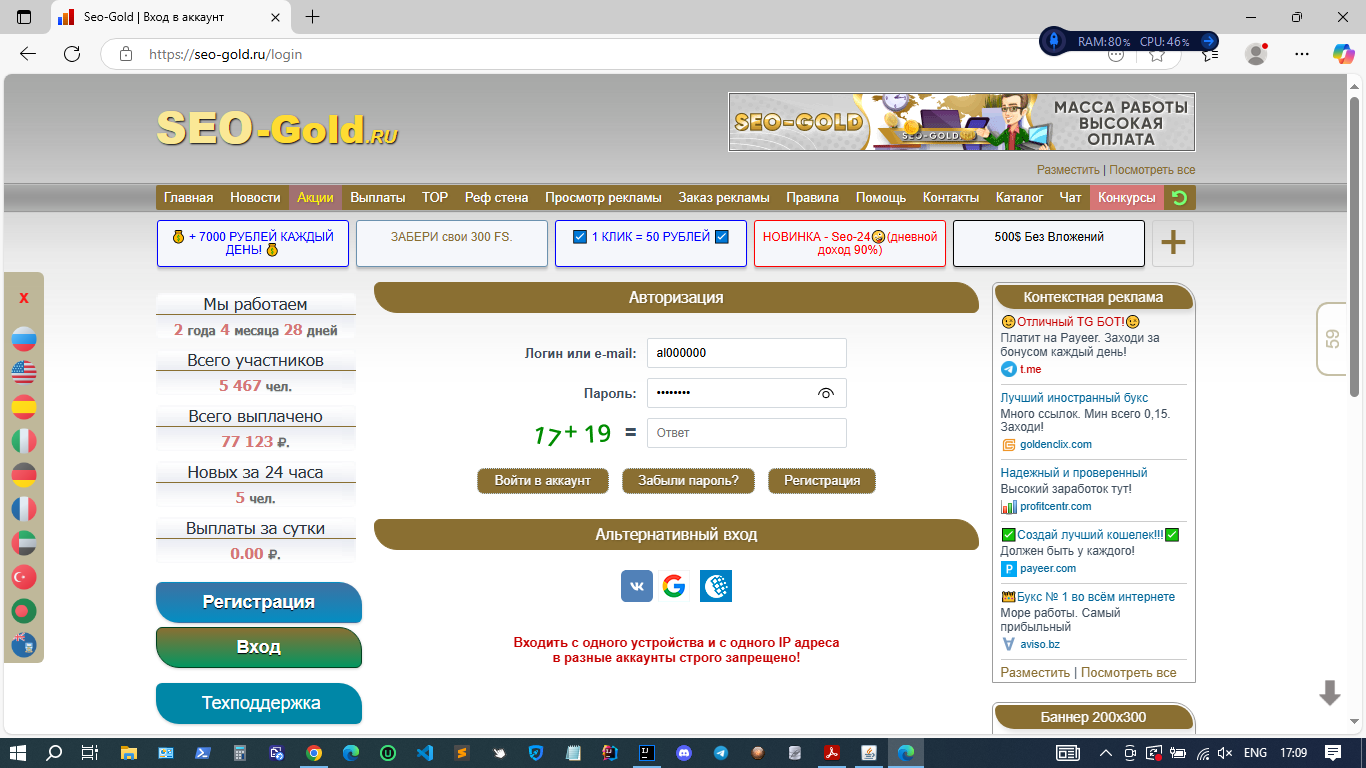 Seo-Gold | Вход в аккаунт
https://seo-gold.ru/login
RAM:80% CPU:46%
SEO-Gold.RU
SEO-GOLD
SEO-GOLD.RU
МАССА РАБОТЫ
ВЫСОКАЯ
ОПЛАТА
Разместить | Посмотреть все
Главная Новости Акции Выплаты TOP Реф стена Просмотр рекламы Заказ рекламы Правила Помощь Контакты Каталог Чат Конкурсы
+ 7000 РУБЛЕЙ КАЖДЫЙ
ДЕНЬ!
ЗАБЕРИ свои 300 FS.
1 КЛИК = 50 РУБЛЕЙ
НОВИНКА - Seo-24 (дневной
доход 90%)
500$ Без Вложений
+
x
Мы работаем
2 года 4 месяца 28 дней
Всего участников
5 467 чел.
Всего выплачено
77 123 ₽.
Новых за 24 часа
5 чел.
Выплаты за сутки
0.00 ₽.
Регистрация
Вход
Техподдержка
Авторизация
Логин или e-mail: al000000
Пароль: ••••••••
17+ 19 = Ответ
Войти в аккаунт Забыли пароль? Регистрация
Альтернативный вход
Входить с одного устройства и с одного IP адреса
в разные аккаунты строго запрещено!
Контекстная реклама
Отличный TG БОТ!
Платит на Payeer. Заходи за
бонусом каждый день!
t.me
Лучший иностранный букс
Много ссылок. Мин всего 0,15.
Заходи!
goldenclix.com
Надежный и проверенный
Высокий заработок тут!
profitcentr.com
Создай лучший кошелек!!!
Должен быть у каждого!
payeer.com
Букс № 1 во всём интернете
Море работы. Самый
прибыльный
aviso.bz
Разместить | Посмотреть все
Баннер 200x300
59
ENG 17:09